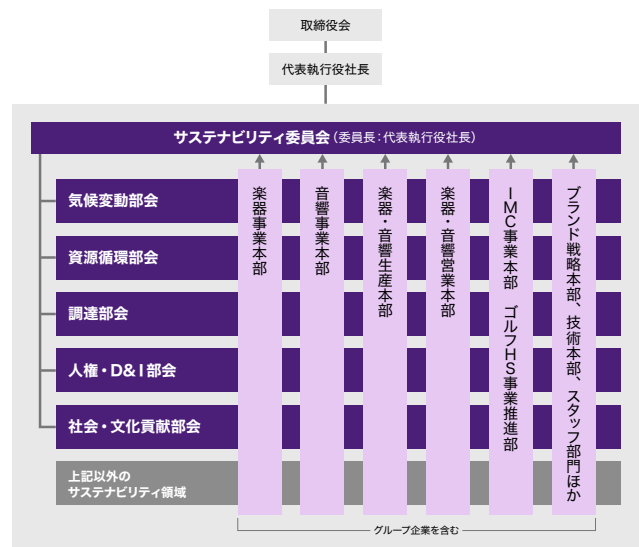 取締役会
代表執行役社長
サステナビリティ委員会（委員長：代表執行役社長）
気候変動部会
資源循環部会
調達部会
人権・D&I部会
社会・文化貢献部会
上記以外の
サステナビリティ領域
楽器事業本部
音響事業本部
楽器・音響生産本部
楽器・音響営業本部
IMC事業本部　ゴルフHS事業推進部
ブランド戦略本部、技術本部、スタッフ部門ほか
グループ企業を含む